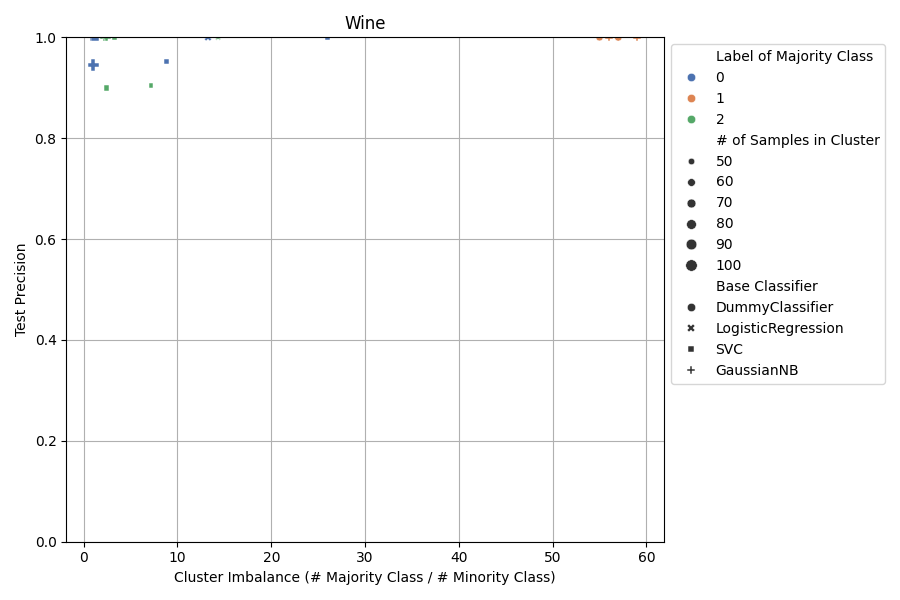 Wine
1.0
0.8
0.6
0.4
0.2
0.0
Test Precision
0 10 20 30 40 50 60
Cluster Imbalance (# Majority Class / # Minority Class)
Label of Majority Class
0
1
2
# of Samples in Cluster
50
60
70
80
90
100
Base Classifier
DummyClassifier
LogisticRegression
SVC
GaussianNB